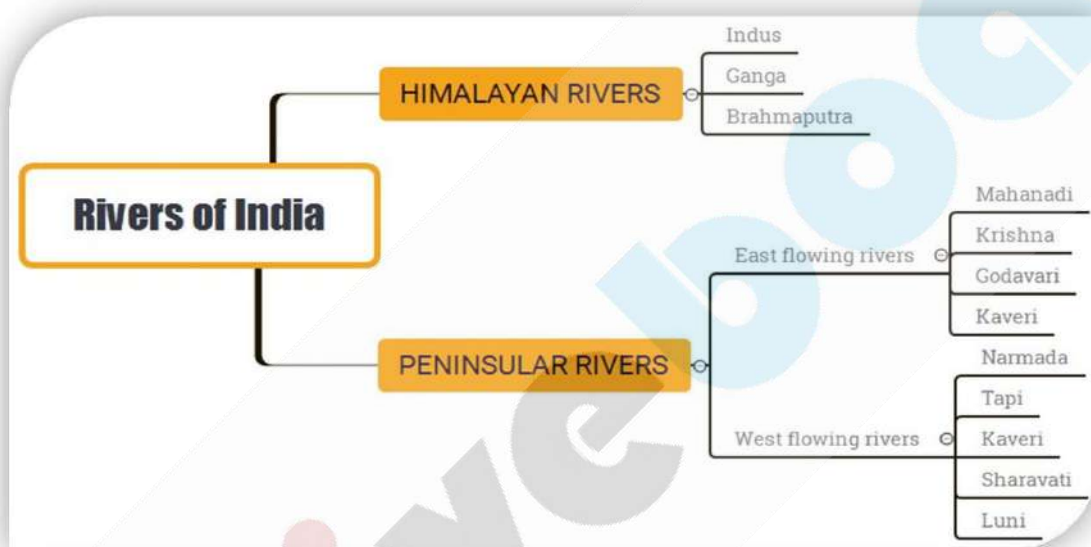 Rivers of India
HIMALAYAN RIVERS
Indus
Ganga
Brahmaputra
PENINSULAR RIVERS
East flowing rivers
Mahanadi
Krishna
Godavari
Kaveri
West flowing rivers
Narmada
Tapi
Kaveri
Sharavati
Luni